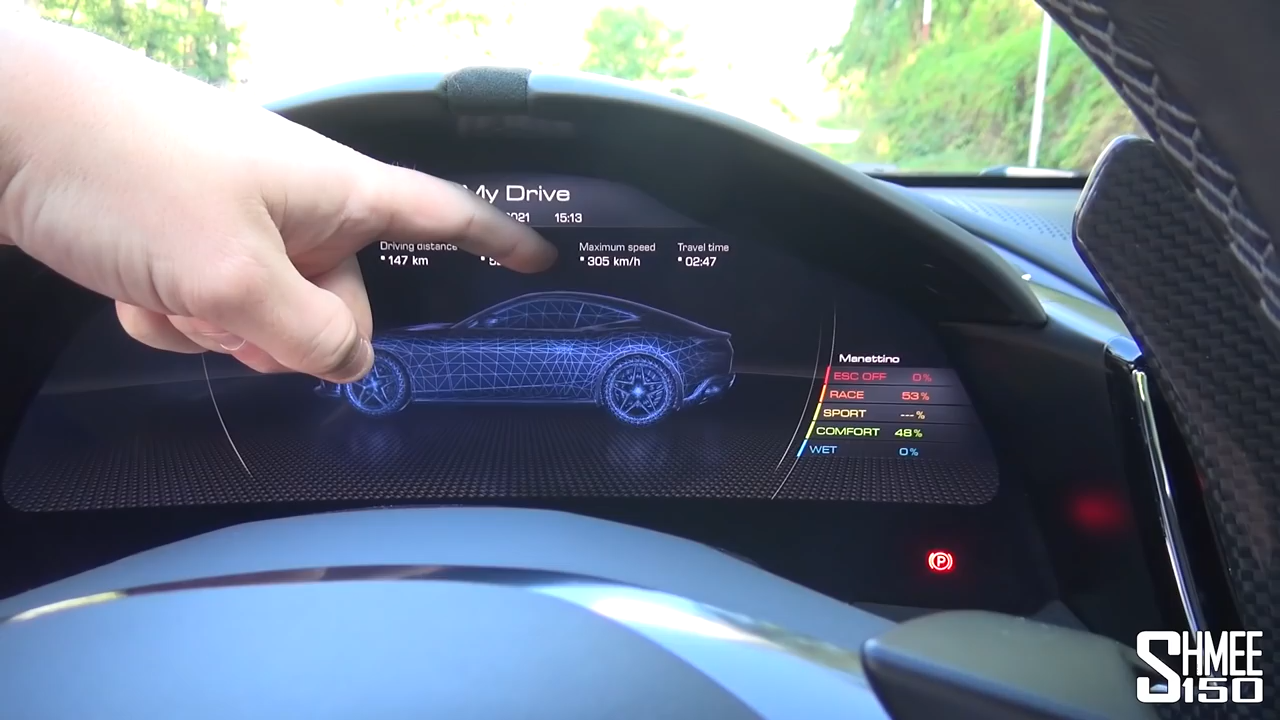 My Drive
021 15:13
Driving distance Maximum speed Travel time
147 km 305 km/h 02:47
Manettino
ESC OFF 0%
RACE 53%
SPORT ---%
COMFORT 48%
WET 0%
P
SHMEE
150